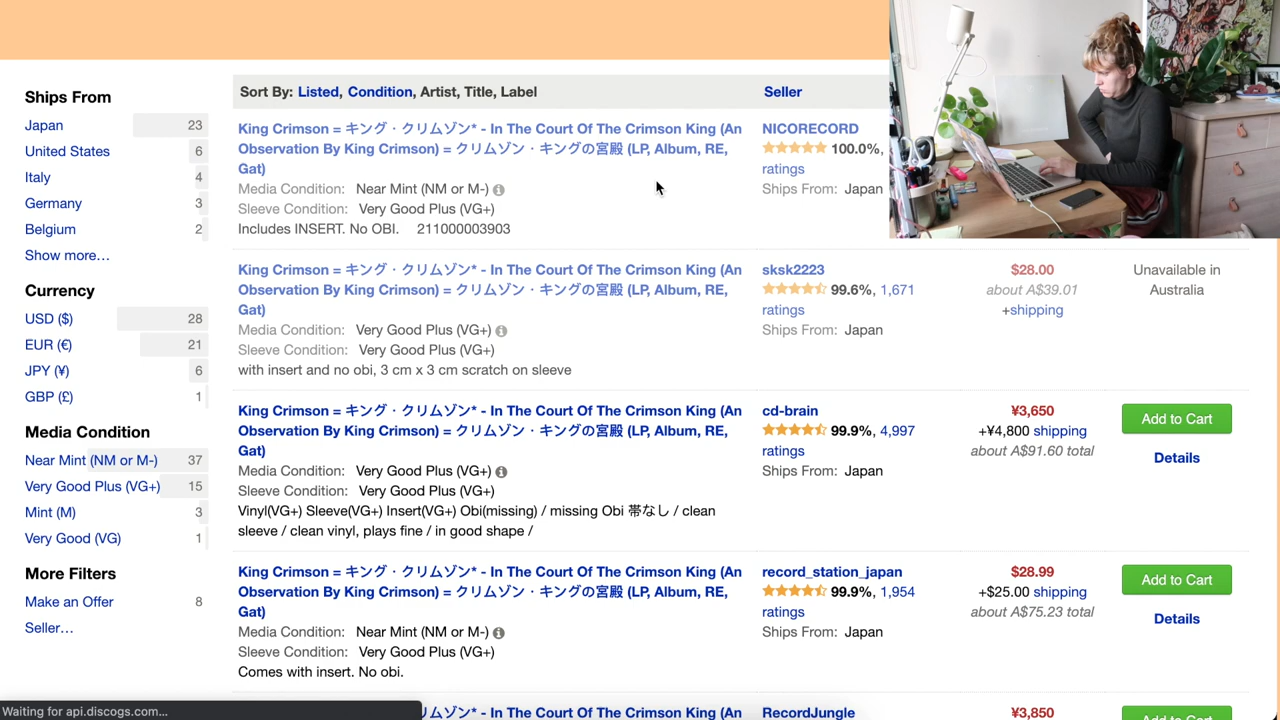 Ships From
Japan 23
United States 6
Italy 4
Germany 3
Belgium 2
Show more…
Currency
USD ($) 28
EUR (€) 21
JPY (¥) 6
GBP (£) 1
Media Condition
Near Mint (NM or M-) 37
Very Good Plus (VG+) 15
Mint (M) 3
Very Good (VG) 1
More Filters
Make an Offer 8
Seller…
Sort By: Listed, Condition, Artist, Title, Label
Seller
King Crimson = キング・クリムゾン* - In The Court Of The Crimson King (An
Observation By King Crimson) = クリムゾン・キングの宮殿 (LP, Album, RE,
Gat)
Media Condition: Near Mint (NM or M-)
Sleeve Condition: Very Good Plus (VG+)
Includes INSERT. No OBI. 211000003903
NICORECORD
100.0%,
ratings
Ships From: Japan
King Crimson = キング・クリムゾン* - In The Court Of The Crimson King (An
Observation By King Crimson) = クリムゾン・キングの宮殿 (LP, Album, RE,
Gat)
Media Condition: Very Good Plus (VG+)
Sleeve Condition: Very Good Plus (VG+)
with insert and no obi, 3 cm x 3 cm scratch on sleeve
sksk2223
99.6%, 1,671
ratings
Ships From: Japan
$28.00
about A$39.01
+shipping
Unavailable in
Australia
King Crimson = キング・クリムゾン* - In The Court Of The Crimson King (An
Observation By King Crimson) = クリムゾン・キングの宮殿 (LP, Album, RE,
Gat)
Media Condition: Very Good Plus (VG+)
Sleeve Condition: Very Good Plus (VG+)
Vinyl(VG+) Sleeve(VG+) Insert(VG+) Obi(missing) / missing Obi 帯なし / clean
sleeve / clean vinyl, plays fine / in good shape /
cd-brain
99.9%, 4,997
ratings
Ships From: Japan
¥3,650
+¥4,800 shipping
about A$91.60 total
Add to Cart
Details
King Crimson = キング・クリムゾン* - In The Court Of The Crimson King (An
Observation By King Crimson) = クリムゾン・キングの宮殿 (LP, Album, RE,
Gat)
Media Condition: Near Mint (NM or M-)
Sleeve Condition: Very Good Plus (VG+)
Comes with insert. No obi.
record_station_japan
99.9%, 1,954
ratings
Ships From: Japan
$28.99
+$25.00 shipping
about A$75.23 total
Add to Cart
Details
ムゾン* - In The Court Of The Crimson King (An
RecordJungle
¥3,850
Add to Cart
Waiting for api.discogs.com...